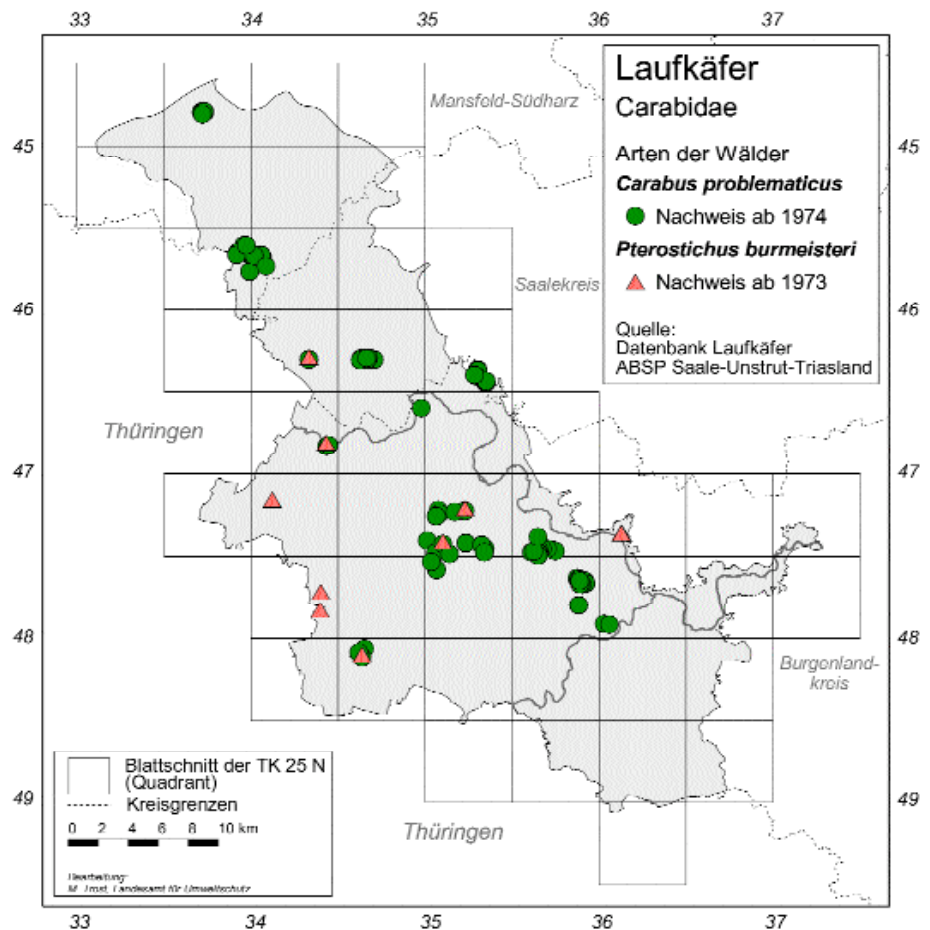 33 34 35 36 37
Laufkäfer
Carabidae
Arten der Wälder
Carabus problematicus
Nachweis ab 1974
Pterostichus burmeisteri
Nachweis ab 1973
Quelle:
Datenbank Laufkäfer
ABSP Saale-Unstrut-Triasland
Mansfeld-Südharz
45 45
Saalekreis
46 46
Thüringen
47 47
48 48
Burgenland-
kreis
Blattschnitt der TK 25 N
(Quadrant)
Kreisgrenzen
0 2 4 6 8 10 km
Bearbeitung:
M. Trost, Landesamt für Umweltschutz
49 49
Thüringen
33 34 35 36 37